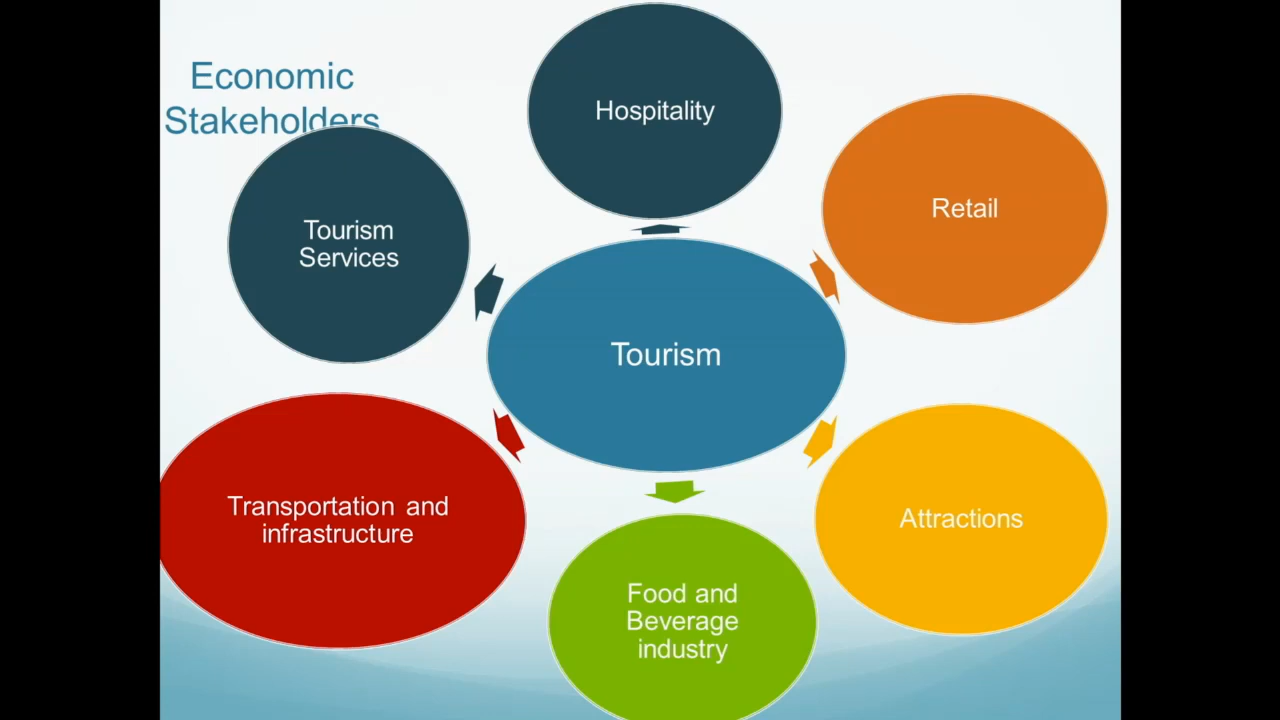 Economic
Stakeholders
Hospitality
Retail
Tourism
Services
Tourism
Transportation and
infrastructure
Attractions
Food and
Beverage
industry